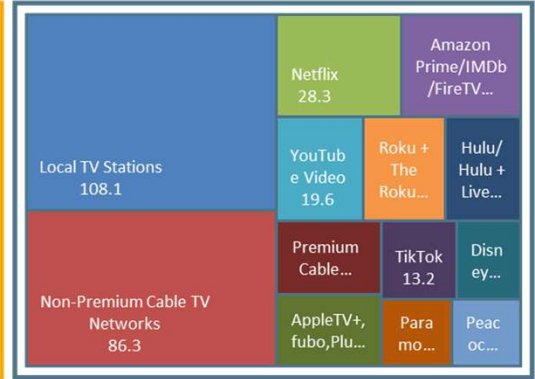 Local TV Stations
108.1
Non-Premium Cable TV
Networks
86.3
Netflix
28.3
Amazon
Prime/IMDb
/FireTV...
YouTub
e Video
19.6
Roku +
The
Roku...
Hulu/
Hulu +
Live...
Premium
Cable...
TikTok
13.2
Disn
ey...
AppleTV+,
fubo,Plu...
Para
mo...
Peac
oc...